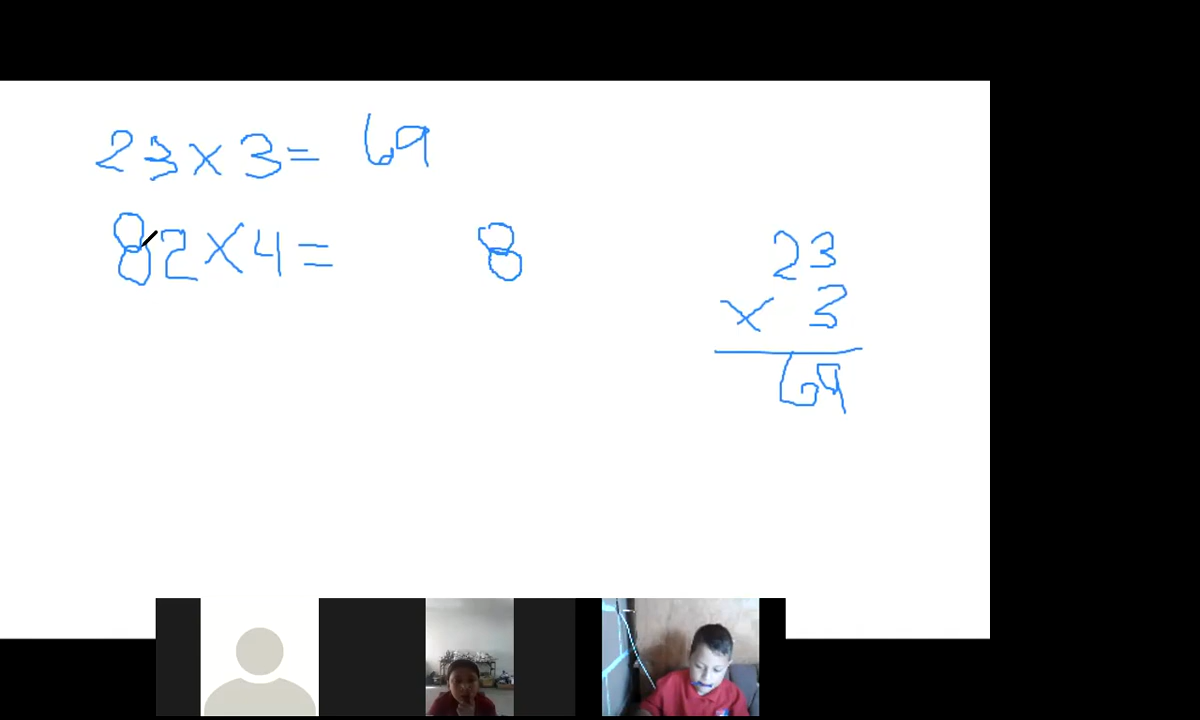 23 x 3 = 69
82 x 4 = 8
23
x 3
69